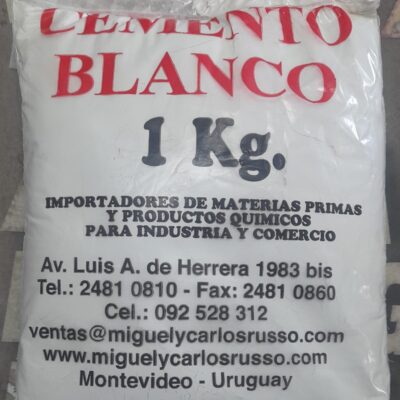 CEMENTO
BLANCO
1 Kg.
IMPORTADORES DE MATERIAS PRIMAS
Y PRODUCTOS QUIMICOS
PARA INDUSTRIA Y COMERCIO
Av. Luis A. de Herrera 1983 bis
Tel.: 2481 0810 - Fax: 2481 0860
Cel.: 092 528 312
ventas@miguelycarlosrusso.com
www.miguelycarlosrusso.com
Montevideo - Uruguay